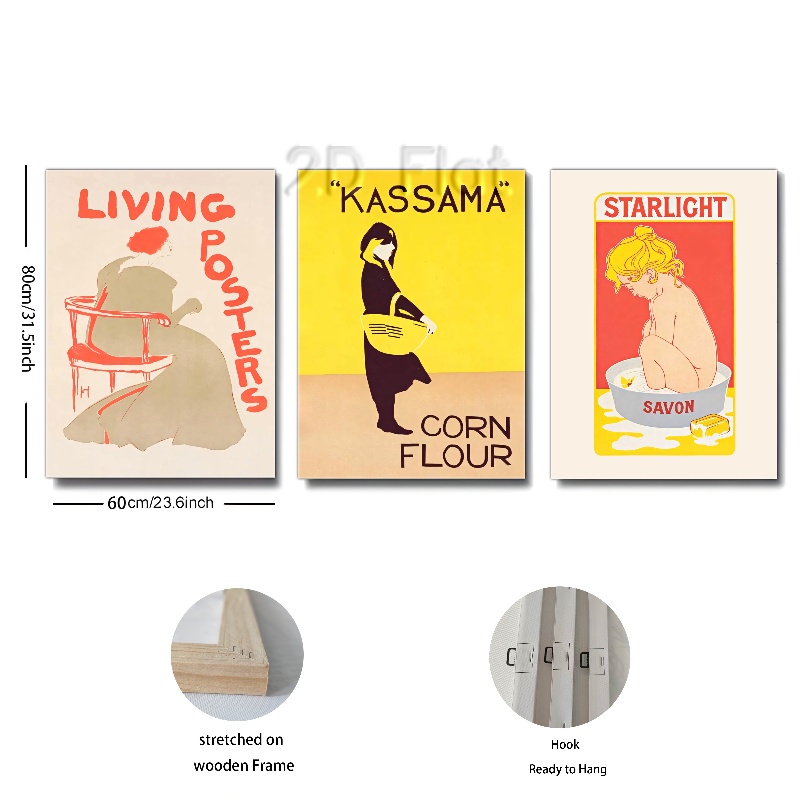 2D Flat
LIVING
POSTERS
H
"KASSAMA"
CORN
FLOUR
STARLIGHT
SAVON
80cm/31.5inch
60cm/23.6inch
stretched on
wooden Frame
Hook
Ready to Hang